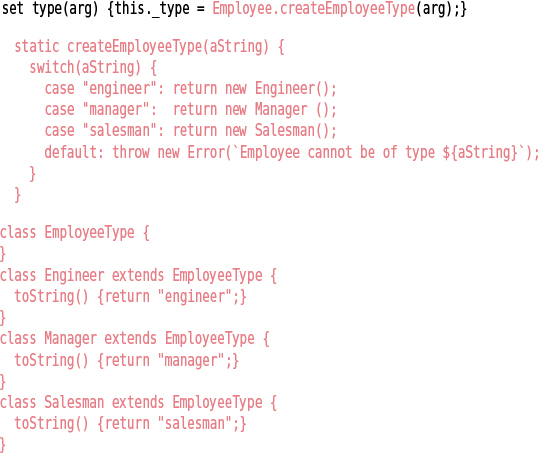 set type(arg) {this._type = Employee.createEmployeeType(arg);}
static createEmployeeType(aString) {
switch(aString) {
case "engineer": return new Engineer();
case "manager":  return new Manager ();
case "salesman": return new Salesman();
default: throw new Error(`Employee cannot be of type ${aString}`);
}
}
class EmployeeType {
}
class Engineer extends EmployeeType {
toString() {return "engineer";}
}
class Manager extends EmployeeType {
toString() {return "manager";}
}
class Salesman extends EmployeeType {
toString() {return "salesman";}
}